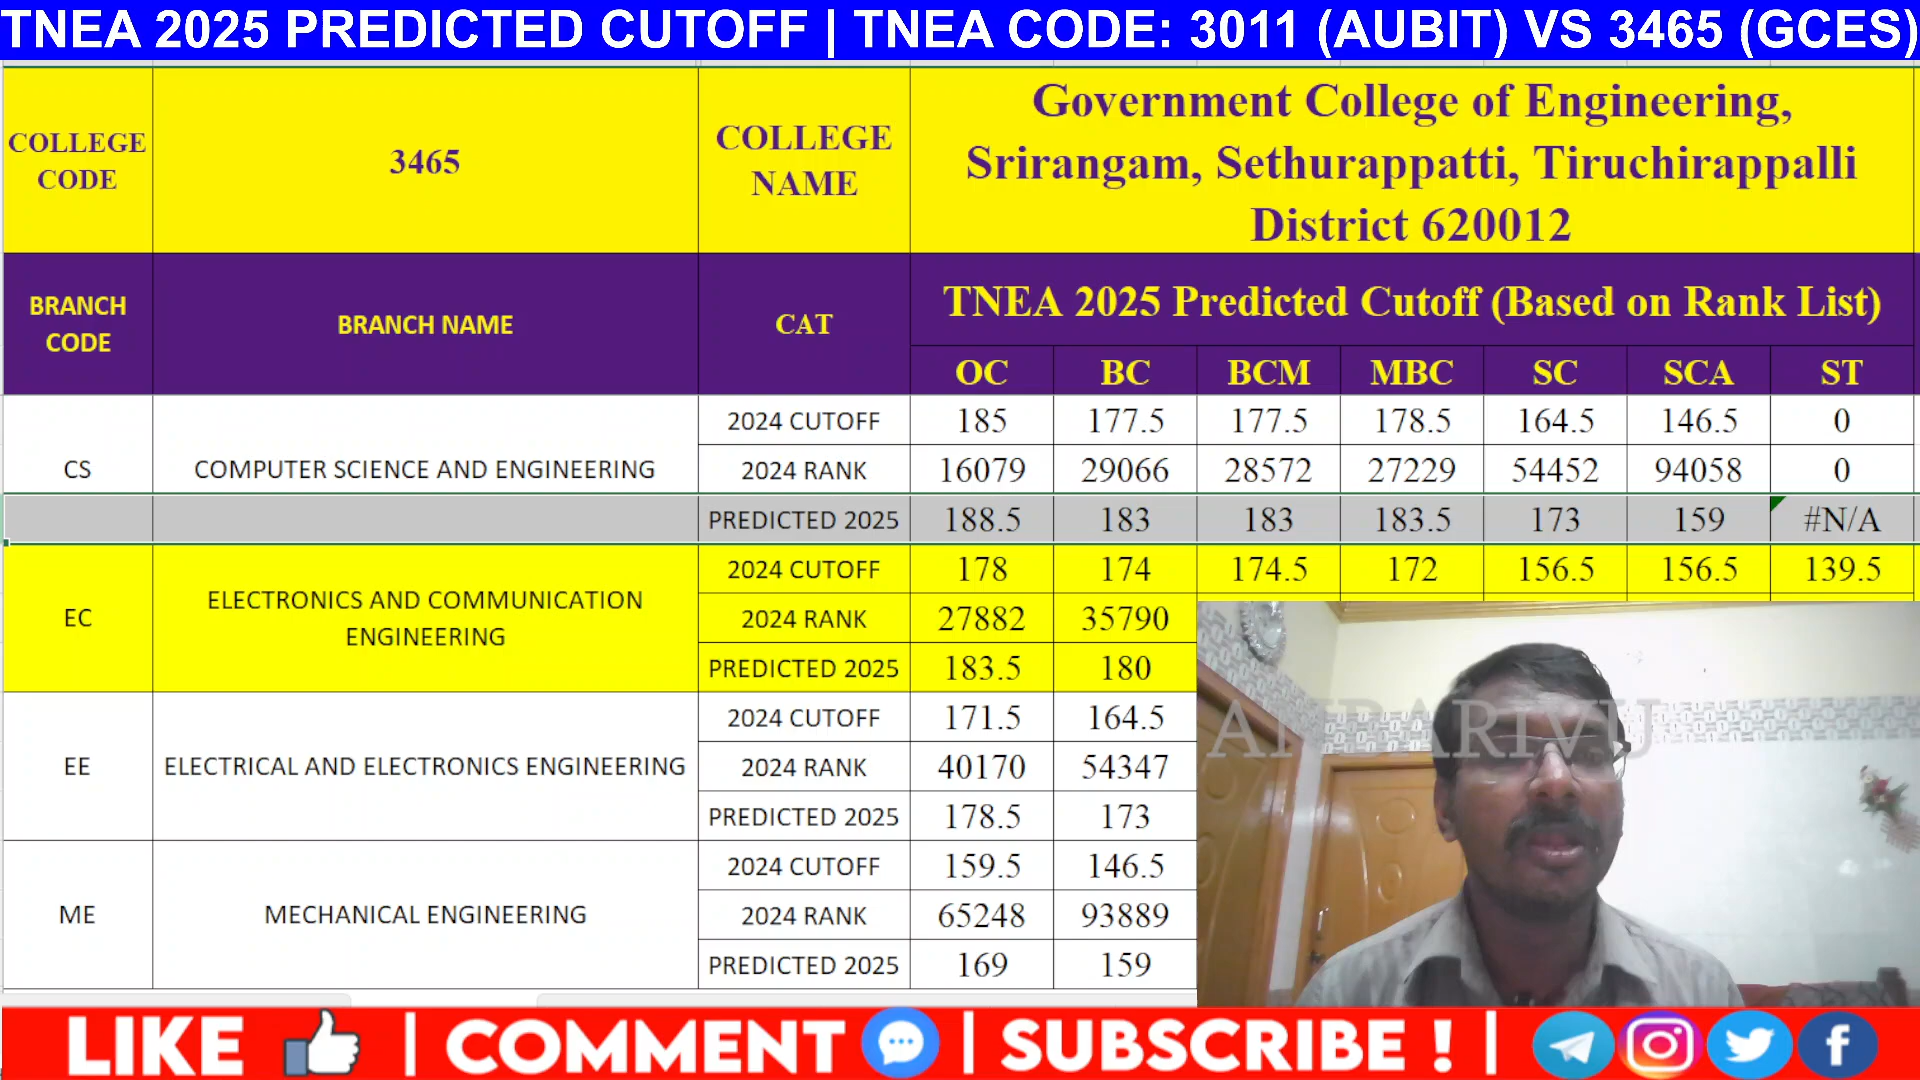 TNEA 2025 PREDICTED CUTOFF | TNEA CODE: 3011 (AUBIT) VS 3465 (GCES)
COLLEGE CODE 3465 COLLEGE NAME Government College of Engineering, Srirangam, Sethurappatti, Tiruchirappalli District 620012
BRANCH CODE BRANCH NAME CAT TNEA 2025 Predicted Cutoff (Based on Rank List)
OC BC BCM MBC SC SCA ST
2024 CUTOFF 185 177.5 177.5 178.5 164.5 146.5 0
CS COMPUTER SCIENCE AND ENGINEERING 2024 RANK 16079 29066 28572 27229 54452 94058 0
PREDICTED 2025 188.5 183 183 183.5 173 159 #N/A
2024 CUTOFF 178 174 174.5 172 156.5 156.5 139.5
EC ELECTRONICS AND COMMUNICATION ENGINEERING 2024 RANK 27882 35790
PREDICTED 2025 183.5 180
2024 CUTOFF 171.5 164.5
EE ELECTRICAL AND ELECTRONICS ENGINEERING 2024 RANK 40170 54347
PREDICTED 2025 178.5 173
2024 CUTOFF 159.5 146.5
ME MECHANICAL ENGINEERING 2024 RANK 65248 93889
PREDICTED 2025 169 159
LIKE | COMMENT | SUBSCRIBE ! |